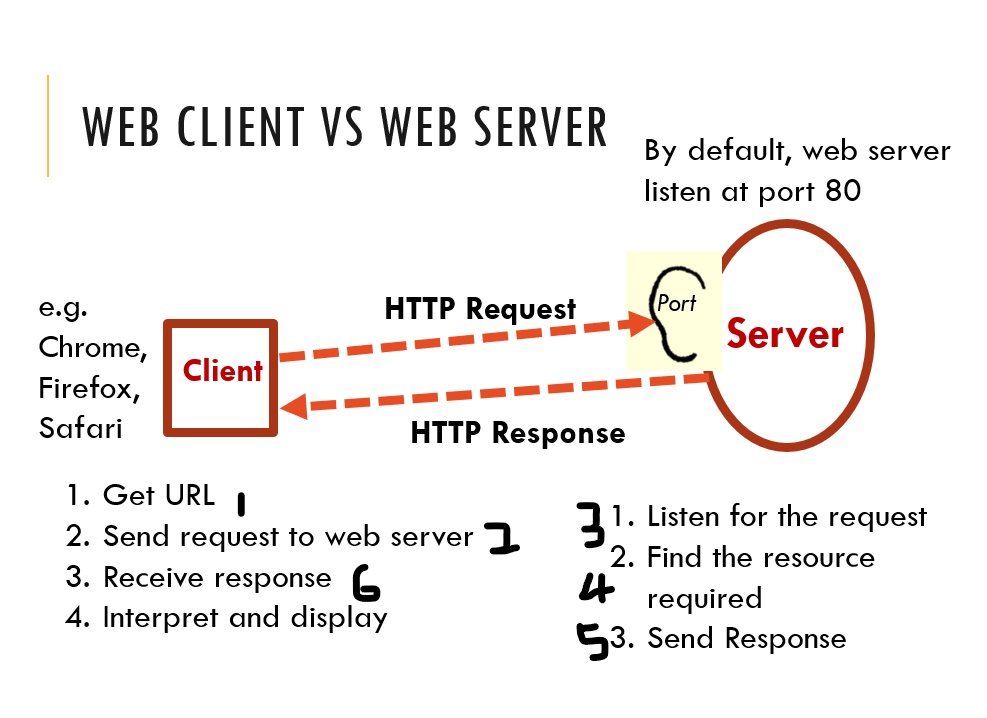 WEB CLIENT VS WEB SERVER
By default, web server
listen at port 80
e.g.
Chrome,
Firefox,
Safari
Client
HTTP Request
Port
Server
HTTP Response
1. Get URL 1
2. Send request to web server 2
3. Receive response 6
4. Interpret and display
3 1. Listen for the request
2. Find the resource
4 required
5 3. Send Response